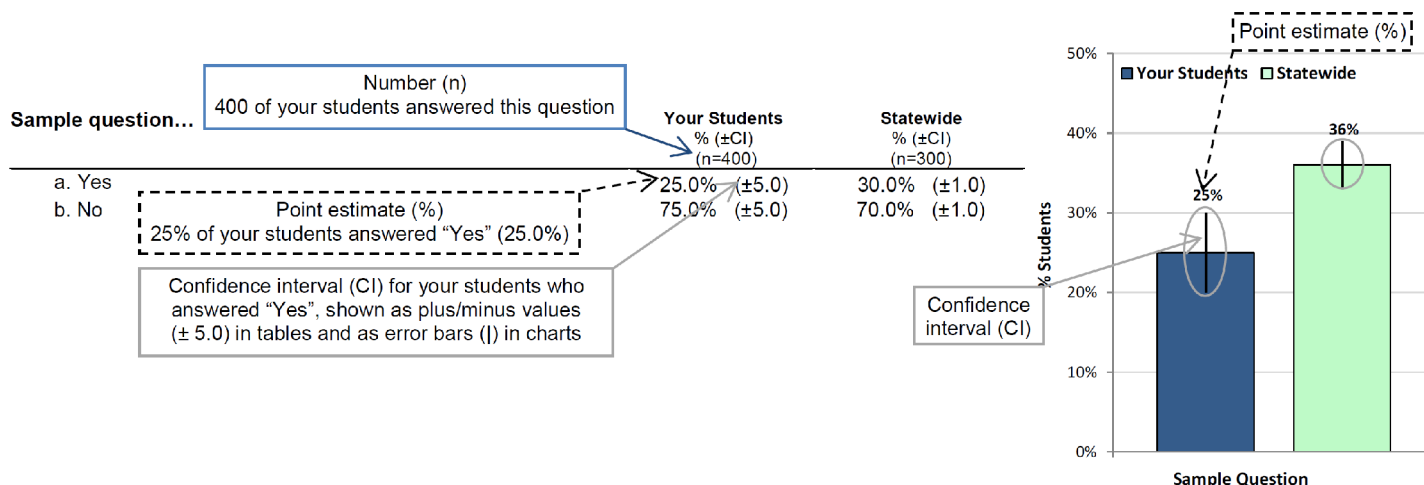 Number (n)
400 of your students answered this question
Sample question…
Your Students
% (±CI)
(n=400)
Statewide
% (±CI)
(n=300)
a. Yes
25.0% (±5.0)
30.0% (±1.0)
b. No
75.0% (±5.0)
70.0% (±1.0)
Point estimate (%)
25% of your students answered “Yes” (25.0%)
Confidence interval (CI) for your students who
answered “Yes”, shown as plus/minus values
(± 5.0) in tables and as error bars (|) in charts
Point estimate (%)
Your Students
Statewide
50%
40%
30%
20%
10%
0%
% Students
25%
36%
Confidence
interval (CI)
Sample Question